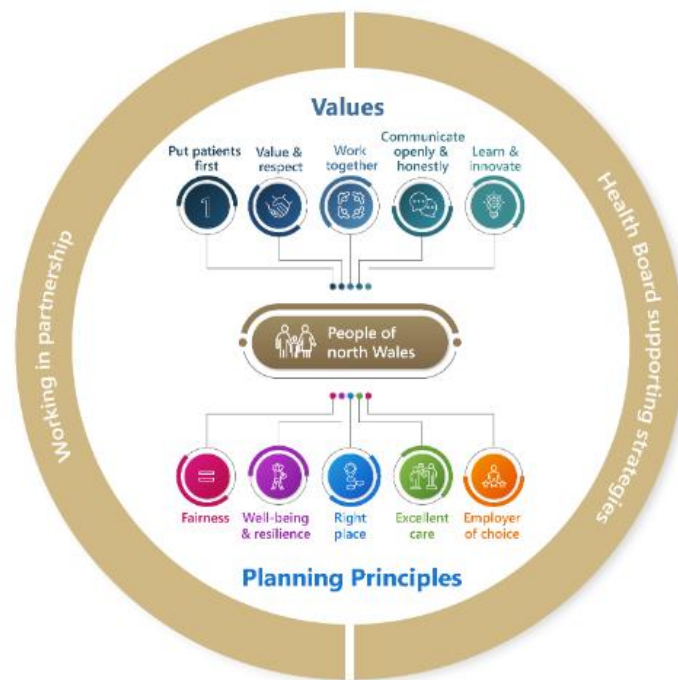 Values
Put patients
first
Value &
respect
Work
together
Communicate
openly &
honestly
Learn &
innovate
1
Working in partnership
Health Board supporting strategies
People of
north Wales
=
Fairness
Well-being
& resilience
Right
place
Excellent
care
Employer
of choice
Planning Principles